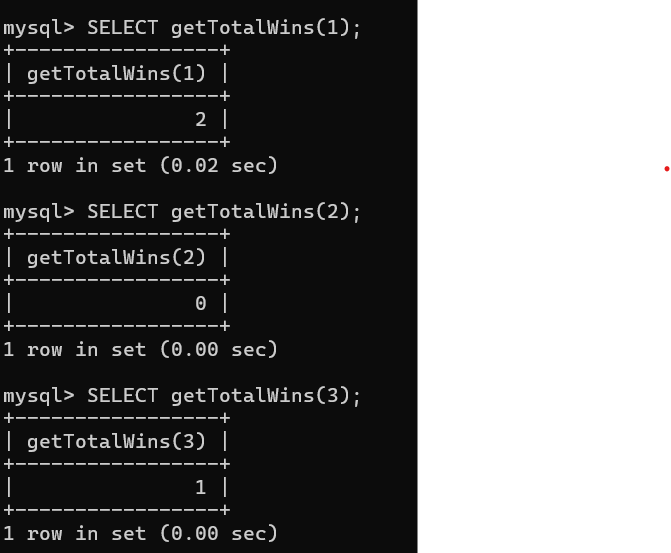 mysql> SELECT getTotalWins(1);
+-----------------+
| getTotalWins(1) |
+-----------------+
|               2 |
+-----------------+
1 row in set (0.02 sec)

mysql> SELECT getTotalWins(2);
+-----------------+
| getTotalWins(2) |
+-----------------+
|               0 |
+-----------------+
1 row in set (0.00 sec)

mysql> SELECT getTotalWins(3);
+-----------------+
| getTotalWins(3) |
+-----------------+
|               1 |
+-----------------+
1 row in set (0.00 sec)